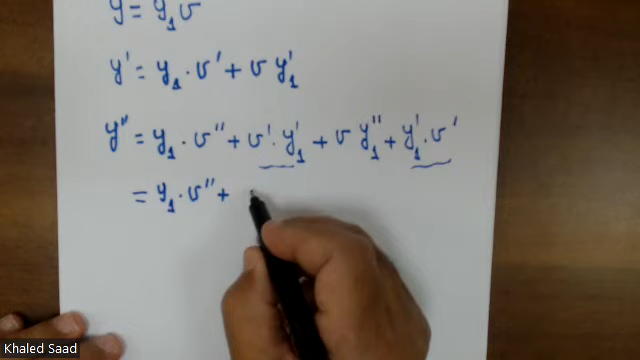 y = y₁ v
y' = y₁ · v' + v y₁'
y'' = y₁ · v'' + v' · y₁' + v y₁'' + y₁' · v'
= y₁ · v'' +
Khaled Saad